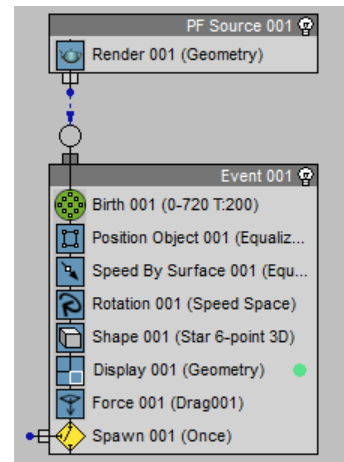 PF Source 001
Render 001 (Geometry)
Event 001
Birth 001 (0-720 T:200)
Position Object 001 (Equaliz...
Speed By Surface 001 (Equ...
Rotation 001 (Speed Space)
Shape 001 (Star 6-point 3D)
Display 001 (Geometry)
Force 001 (Drag001)
Spawn 001 (Once)